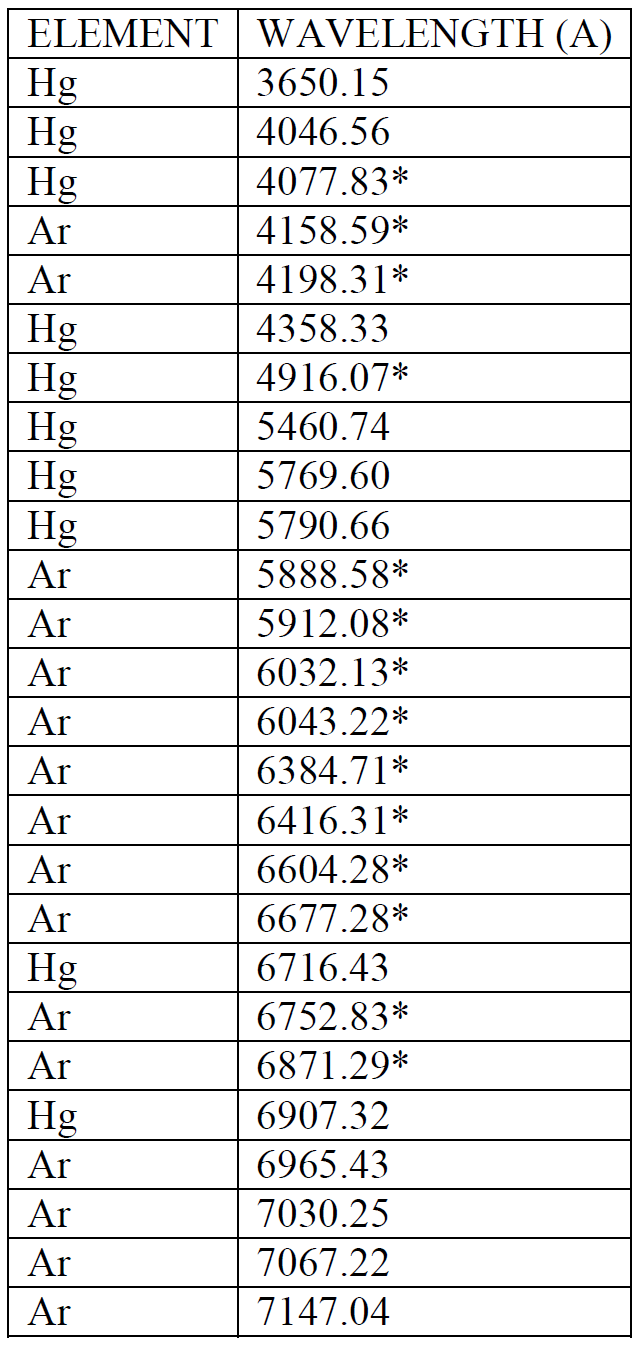 ELEMENT WAVELENGTH (A)
Hg 3650.15
Hg 4046.56
Hg 4077.83*
Ar 4158.59*
Ar 4198.31*
Hg 4358.33
Hg 4916.07*
Hg 5460.74
Hg 5769.60
Hg 5790.66
Ar 5888.58*
Ar 5912.08*
Ar 6032.13*
Ar 6043.22*
Ar 6384.71*
Ar 6416.31*
Ar 6604.28*
Ar 6677.28*
Hg 6716.43
Ar 6752.83*
Ar 6871.29*
Hg 6907.32
Ar 6965.43
Ar 7030.25
Ar 7067.22
Ar 7147.04